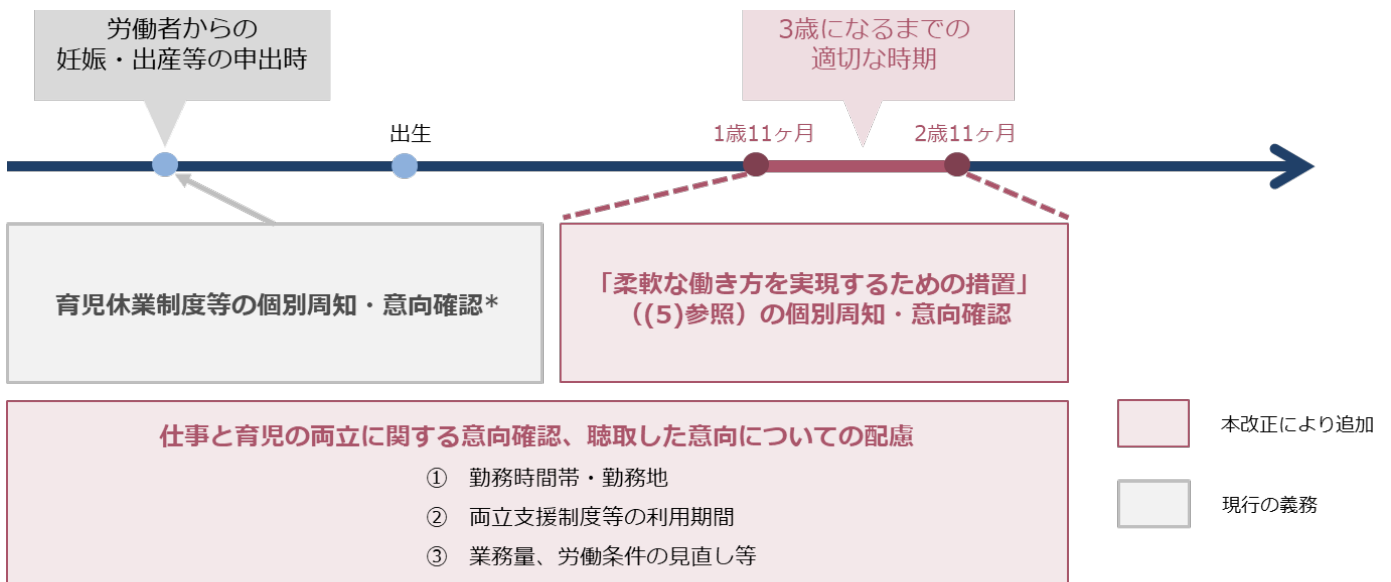 労働者からの
妊娠・出産等の申出時
3歳になるまでの
適切な時期
出生
1歳11ヶ月
2歳11ヶ月
育児休業制度等の個別周知・意向確認*
「柔軟な働き方を実現するための措置」
（(5)参照）の個別周知・意向確認
仕事と育児の両立に関する意向確認、聴取した意向についての配慮
① 勤務時間帯・勤務地
② 両立支援制度等の利用期間
③ 業務量、労働条件の見直し等
本改正により追加
現行の義務